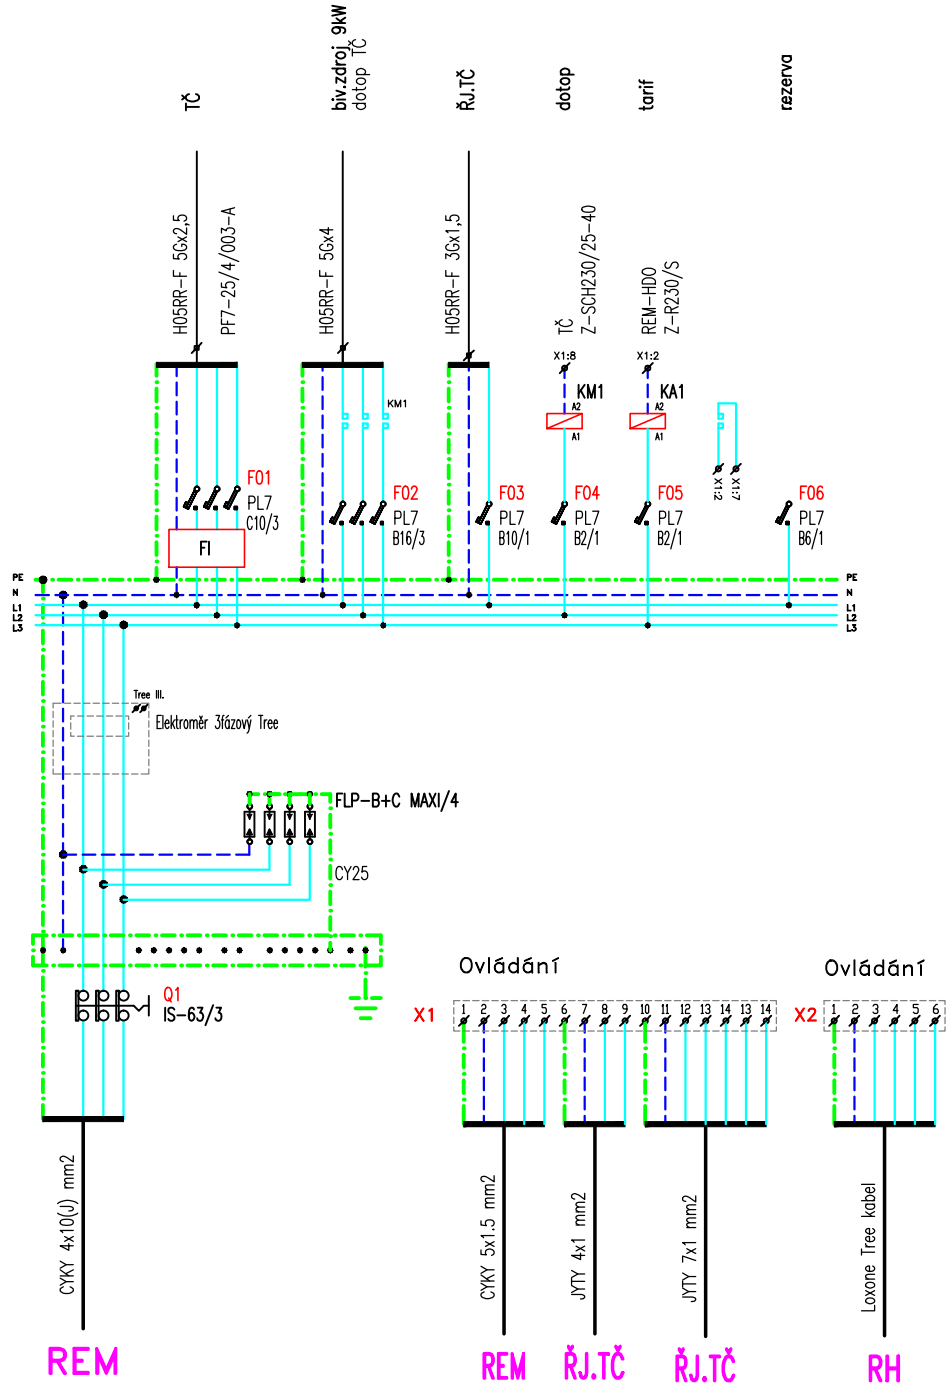 TČ
biv.zdroj 9kW
dotop TČ
ŘJ.TČ
dotop
tarif
rezerva
H05RR-F 5Gx2,5
PF7-25/4/003-A
H05RR-F 5Gx4
H05RR-F 3Gx1,5
TČ
Z-SCH230/25-40
REM-HDO
Z-R230/S
X1:8
X1:2
KM1
KM1
A2
A1
KA1
A2
A1
X1:2
X1:7
F01
PL7
C10/3
F02
PL7
B16/3
F03
PL7
B10/1
F04
PL7
B2/1
F05
PL7
B2/1
F06
PL7
B6/1
FI
PE
N
L1
L2
L3
PE
N
L1
L2
L3
Tree III.
Elektroměr 3fázový Tree
FLP-B+C MAXI/4
CY25
Q1
IS-63/3
Ovládání
X1
1 2 3 4 5 6 7 8 9 10 11 12 13 14 13 14
Ovládání
X2
1 2 3 4 5 6
CYKY 4x10(J) mm2
CYKY 5x1.5 mm2
JYTY 4x1 mm2
JYTY 7x1 mm2
Loxone Tree kabel
REM
REM
ŘJ.TČ
ŘJ.TČ
RH